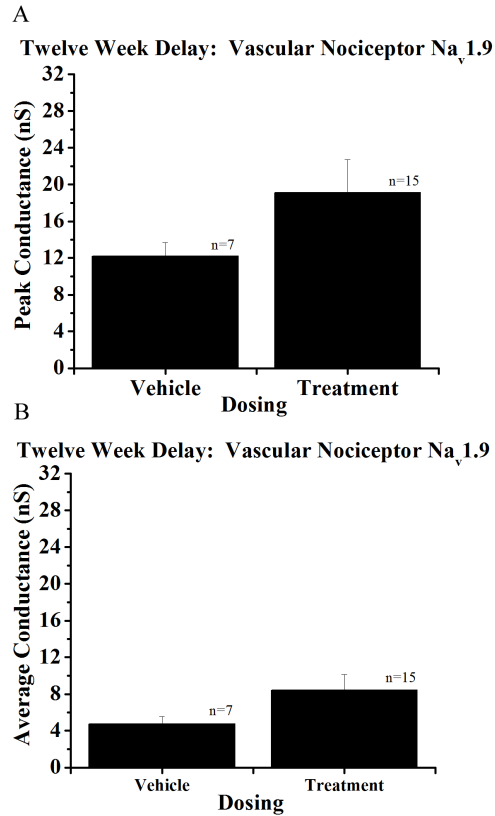 A
Twelve Week Delay: Vascular Nociceptor Nav1.9
32
28
24
20
16
12
8
4
0
Peak Conductance (nS)
n=7
n=15
Vehicle
Treatment
Dosing
B
Twelve Week Delay: Vascular Nociceptor Nav1.9
32
28
24
20
16
12
8
4
0
Average Conductance (nS)
n=7
n=15
Vehicle
Treatment
Dosing